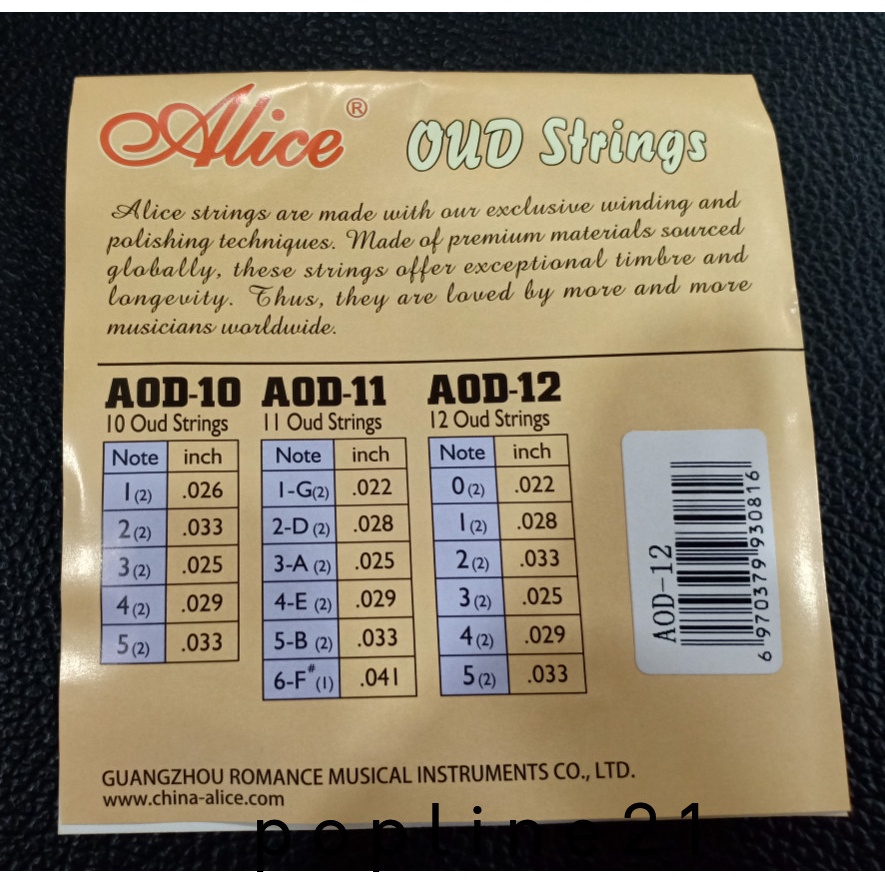 Alice® OUD Strings
Alice strings are made with our exclusive winding and
polishing techniques. Made of premium materials sourced
globally, these strings offer exceptional timbre and
longevity. Thus, they are loved by more and more
musicians worldwide.
AOD-10
10 Oud Strings
Note inch
1(2) .026
2(2) .033
3(2) .025
4(2) .029
5(2) .033
AOD-11
11 Oud Strings
Note inch
1-G(2) .022
2-D (2) .028
3-A (2) .025
4-E (2) .029
5-B (2) .033
6-F#(1) .041
AOD-12
12 Oud Strings
Note inch
0(2) .022
1(2) .028
2(2) .033
3(2) .025
4(2) .029
5(2) .033
AOD-12
6 970379 930816
GUANGZHOU ROMANCE MUSICAL INSTRUMENTS CO., LTD.
www.china-alice.com
popline21